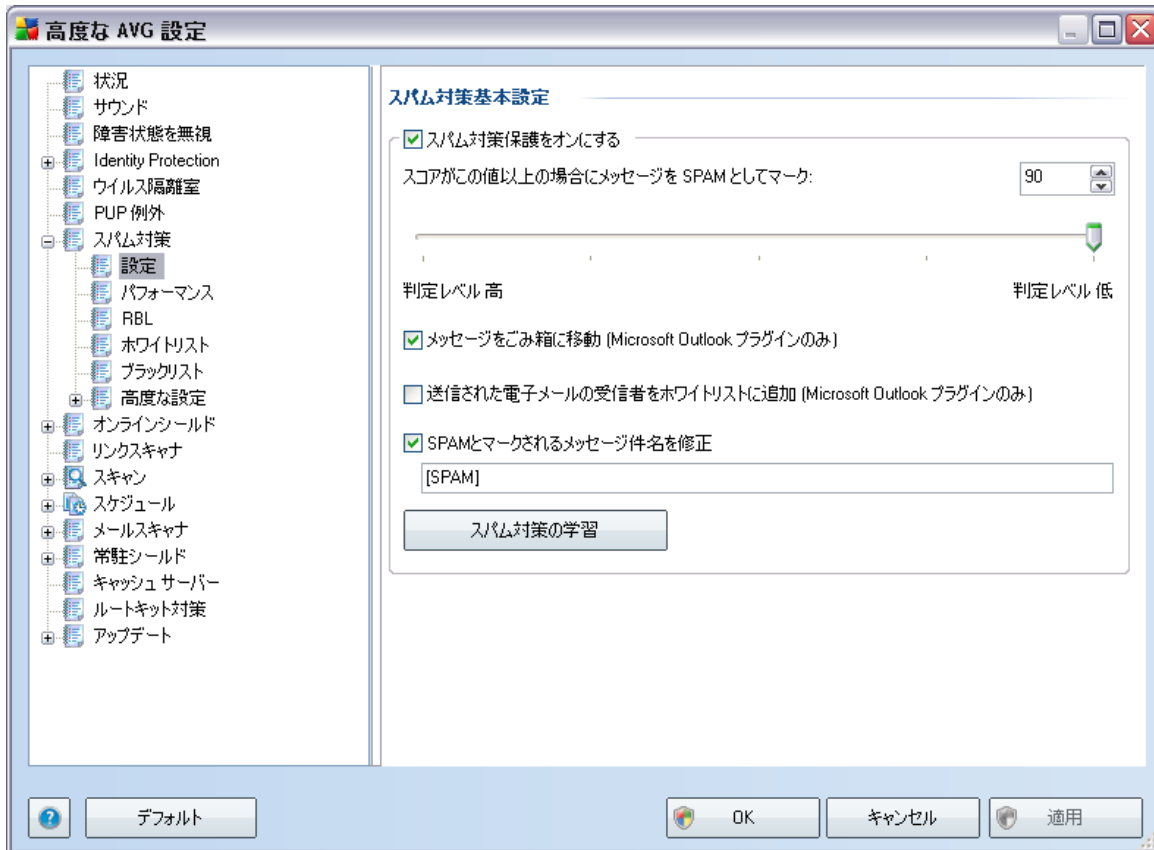 高度な AVG 設定
状況
サウンド
障害状態を無視
Identity Protection
ウイルス隔離室
PUP 例外
スパム対策
設定
パフォーマンス
RBL
ホワイトリスト
ブラックリスト
高度な設定
オンラインシールド
リンクスキャナ
スキャン
スケジュール
メールスキャナ
常駐シールド
キャッシュ サーバー
ルートキット対策
アップデート
スパム対策基本設定
スパム対策保護をオンにする
スコアがこの値以上の場合にメッセージを SPAM としてマーク: 90
判定レベル 高 判定レベル 低
メッセージをごみ箱に移動 (Microsoft Outlook プラグインのみ)
送信された電子メールの受信者をホワイトリストに追加 (Microsoft Outlook プラグインのみ)
SPAMとマークされるメッセージ件名を修正
[SPAM]
スパム対策の学習
? デフォルト OK キャンセル 適用